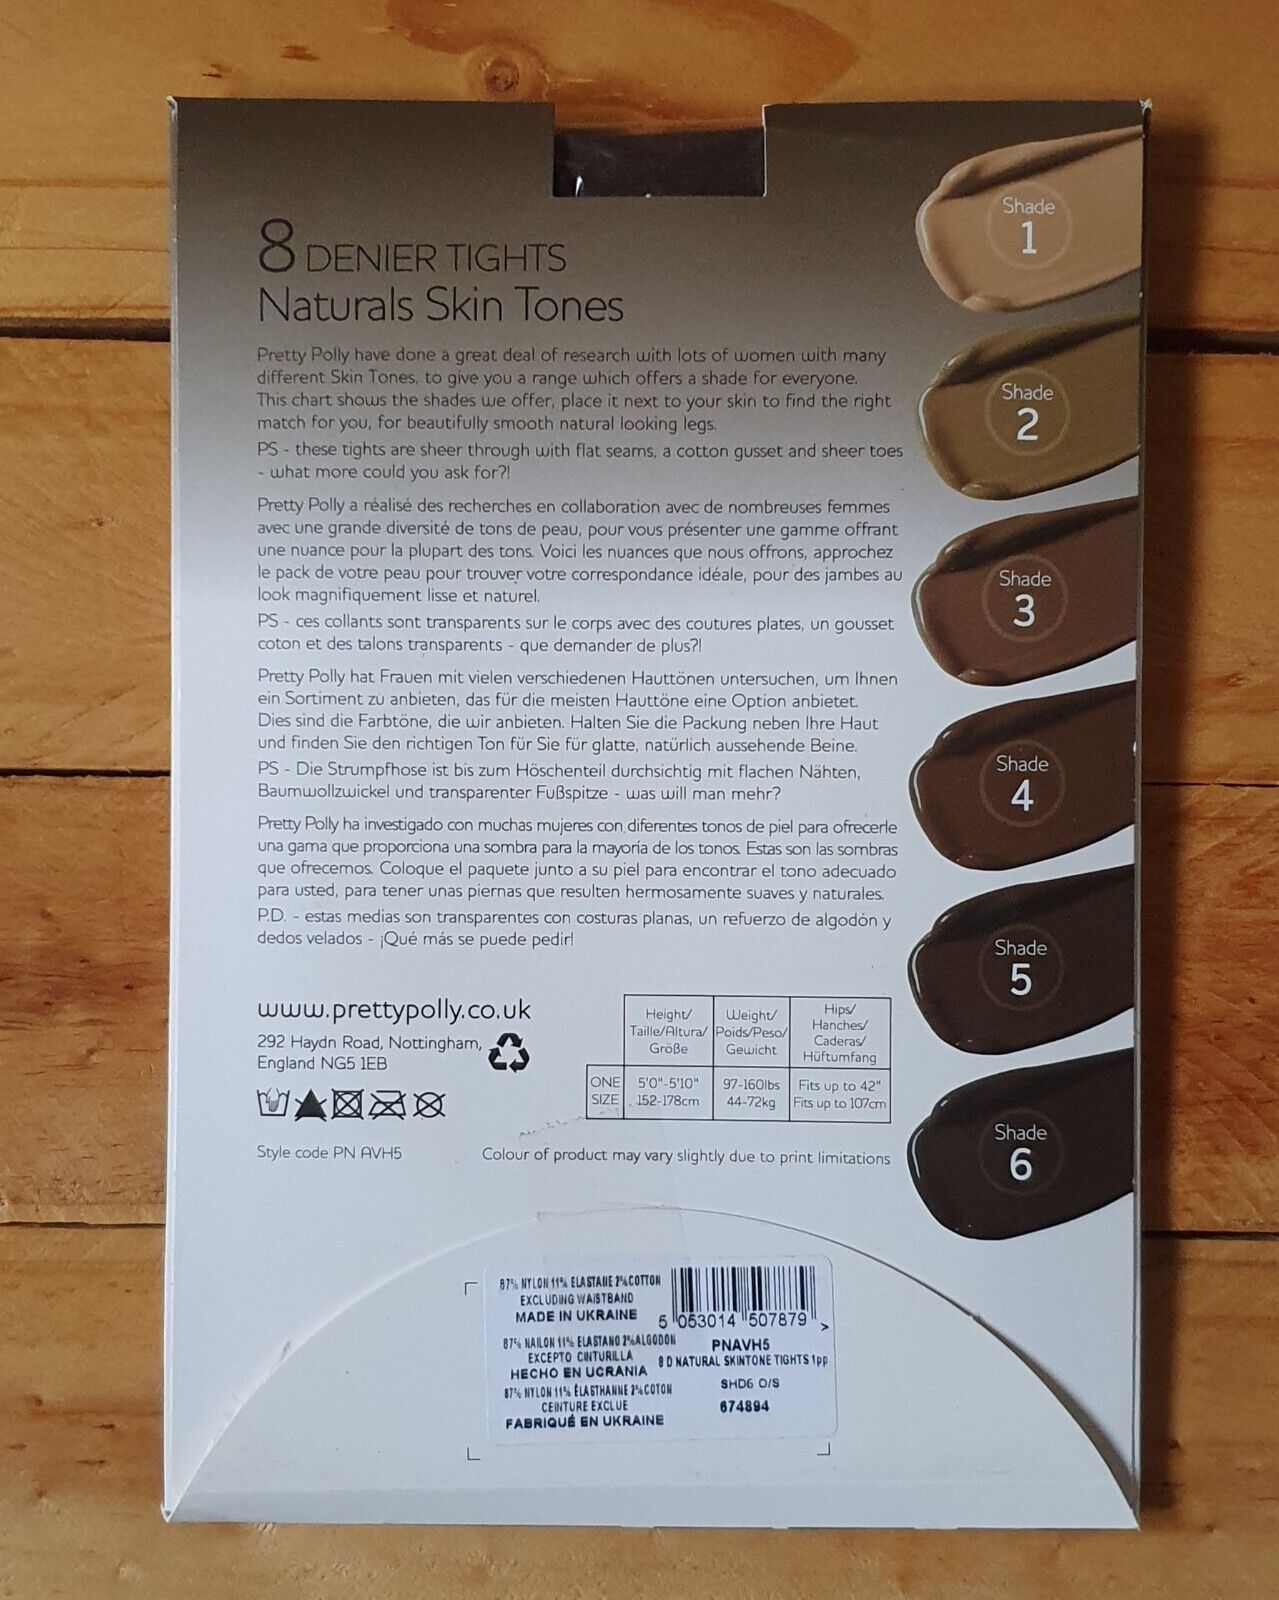 8 DENIER TIGHTS
Naturals Skin Tones
Pretty Polly have done a great deal of research with lots of women with many
different Skin Tones, to give you a range which offers a shade for everyone.
This chart shows the shades we offer, place it next to your skin to find the right
match for you, for beautifully smooth natural looking legs.
PS - these tights are sheer through with flat seams, a cotton gusset and sheer toes
- what more could you ask for?!
Pretty Polly a réalisé des recherches en collaboration avec de nombreuses femmes
avec une grande diversité de tons de peau, pour vous présenter une gamme offrant
une nuance pour la plupart des tons. Voici les nuances que nous offrons, approchez
le pack de votre peau pour trouver votre correspondance idéale, pour des jambes au
look magnifiquement lisse et naturel.
PS - ces collants sont transparents sur le corps avec des coutures plates, un gousset
coton et des talons transparents - que demander de plus?!
Pretty Polly hat Frauen mit vielen verschiedenen Hauttönen untersuchen, um Ihnen
ein Sortiment zu anbieten, das für die meisten Hauttöne eine Option anbietet.
Dies sind die Farbtöne, die wir anbieten. Halten Sie die Packung neben Ihre Haut
und finden Sie den richtigen Ton für Sie für glatte, natürlich aussehende Beine.
PS - Die Strumpfhose ist bis zum Höschenteil durchsichtig mit flachen Nähten,
Baumwollzwickel und transparenter Fußspitze - was will man mehr?
Pretty Polly ha investigado con muchas mujeres con diferentes tonos de piel para ofrecerle
una gama que proporciona una sombra para la mayoría de los tonos. Estas son las sombras
que ofrecemos. Coloque el paquete junto a su piel para encontrar el tono adecuado
para usted, para tener unas piernas que resulten hermosamente suaves y naturales.
P.D. - estas medias son transparentes con costuras planas, un refuerzo de algodón y
dedos velados - ¡Qué más se puede pedir!
Shade
1
Shade
2
Shade
3
Shade
4
Shade
5
Shade
6
www.prettypolly.co.uk
292 Haydn Road, Nottingham,
England NG5 1EB
Style code PN AVH5
Height/
Taille/Altura/
Größe
Weight/
Poids/Peso/
Gewicht
Hips/
Hanches/
Caderas/
Hüftumfang
ONE
SIZE
5'0"-5'10"
152-178cm
97-160lbs
44-72kg
Fits up to 42"
Fits up to 107cm
Colour of product may vary slightly due to print limitations
87% NYLON 11% ELASTANE 2% COTTON
EXCLUDING WAISTBAND
MADE IN UKRAINE
87% NAILON 11% ELASTANO 2% ALGODON
EXCEPTO CINTURILLA
HECHO EN UCRANIA
87% NYLON 11% ÉLASTHANNE 2% COTON
CEINTURE EXCLUE
FABRIQUÉ EN UKRAINE
5 053014 507879 >
PNAVH5
8 D NATURAL SKINTONE TIGHTS 1pp
SHD6 O/S
674894